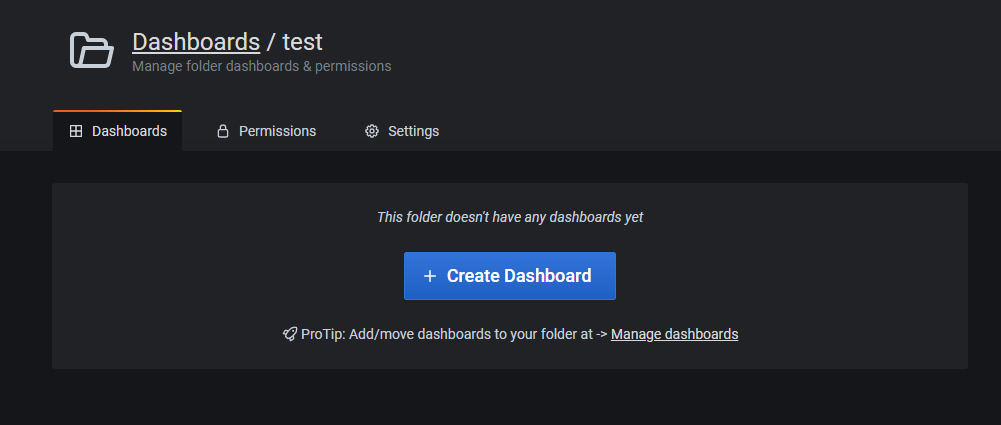 Dashboards / test
Manage folder dashboards & permissions
Dashboards
Permissions
Settings
This folder doesn't have any dashboards yet
+ Create Dashboard
ProTip: Add/move dashboards to your folder at -> Manage dashboards